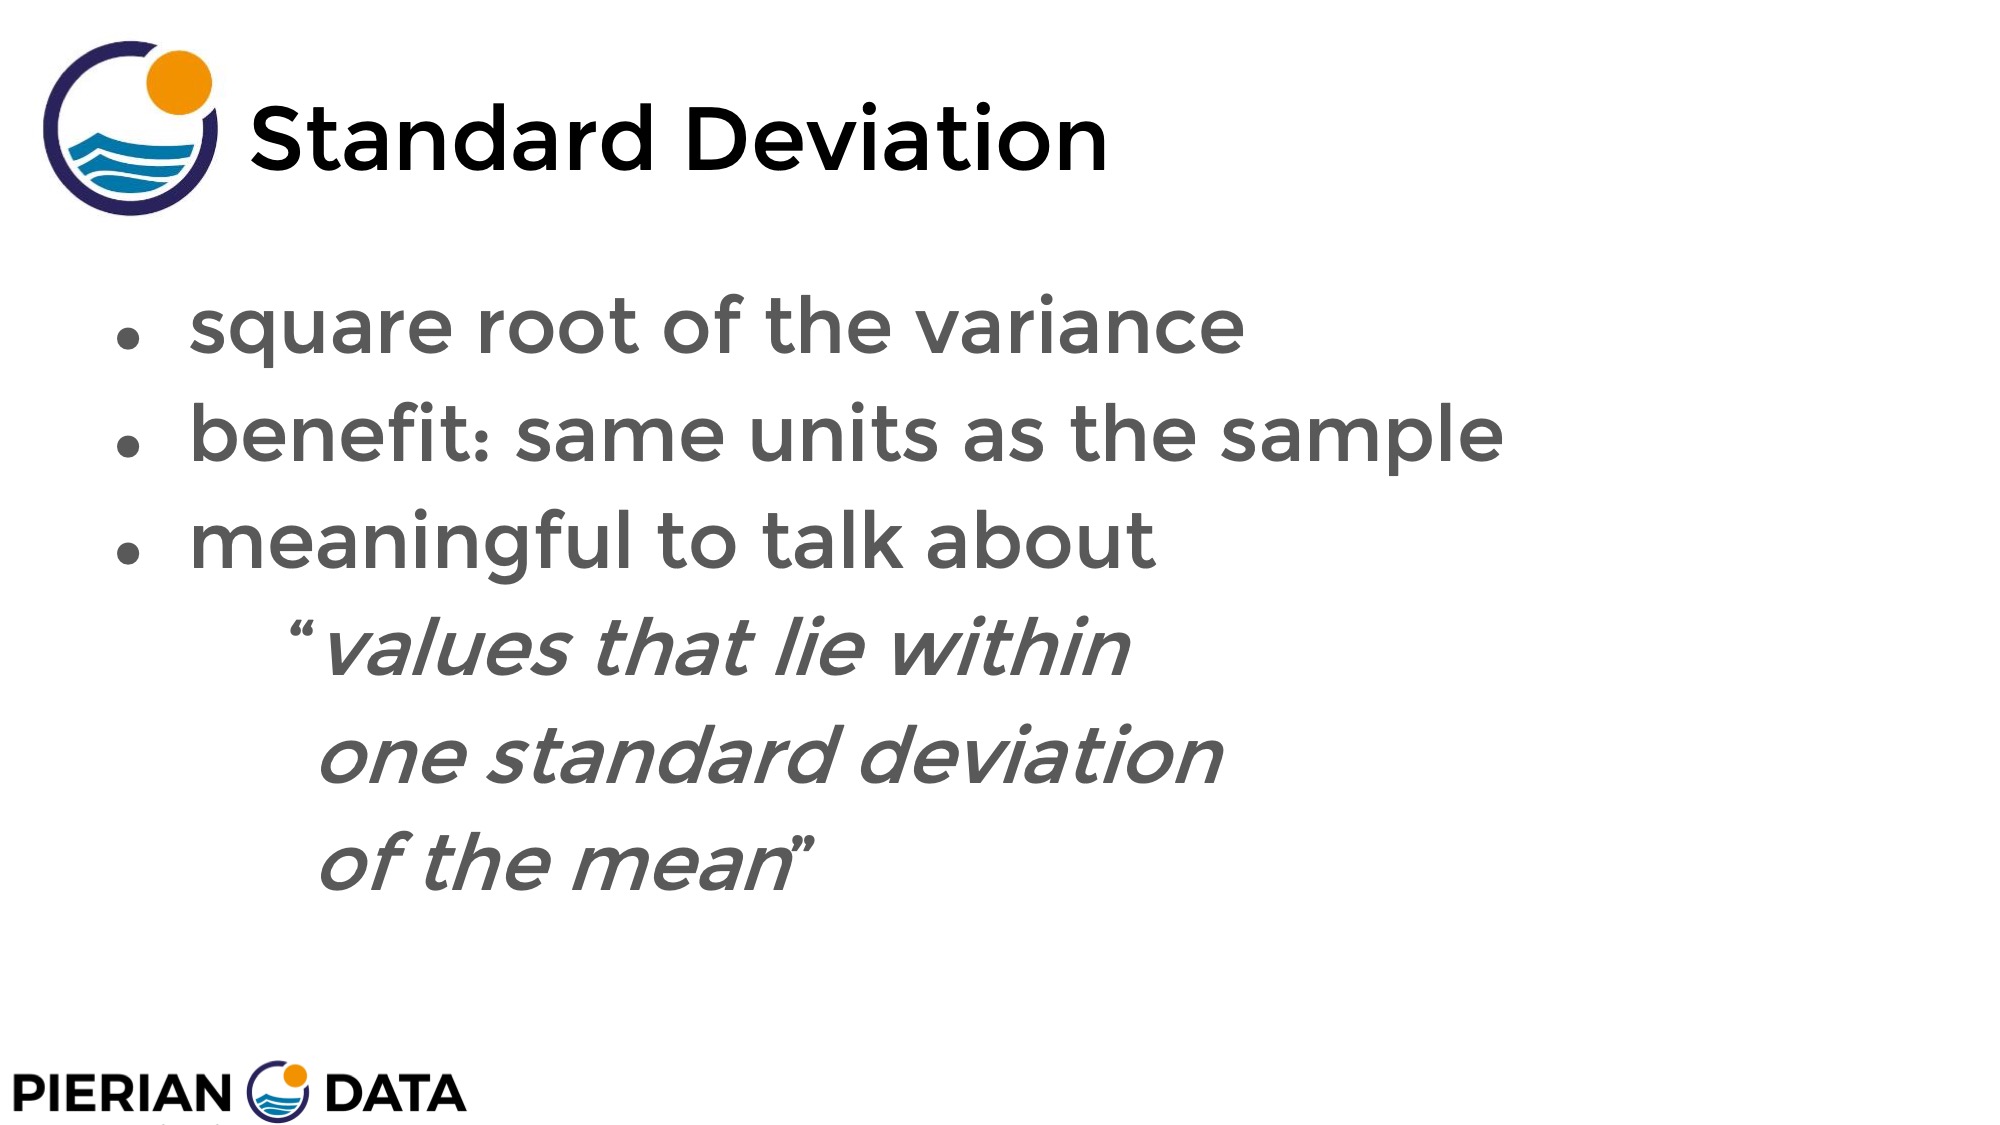 Standard Deviation
● square root of the variance
● benefit: same units as the sample
● meaningful to talk about
“values that lie within
one standard deviation
of the mean”
PIERIAN DATA